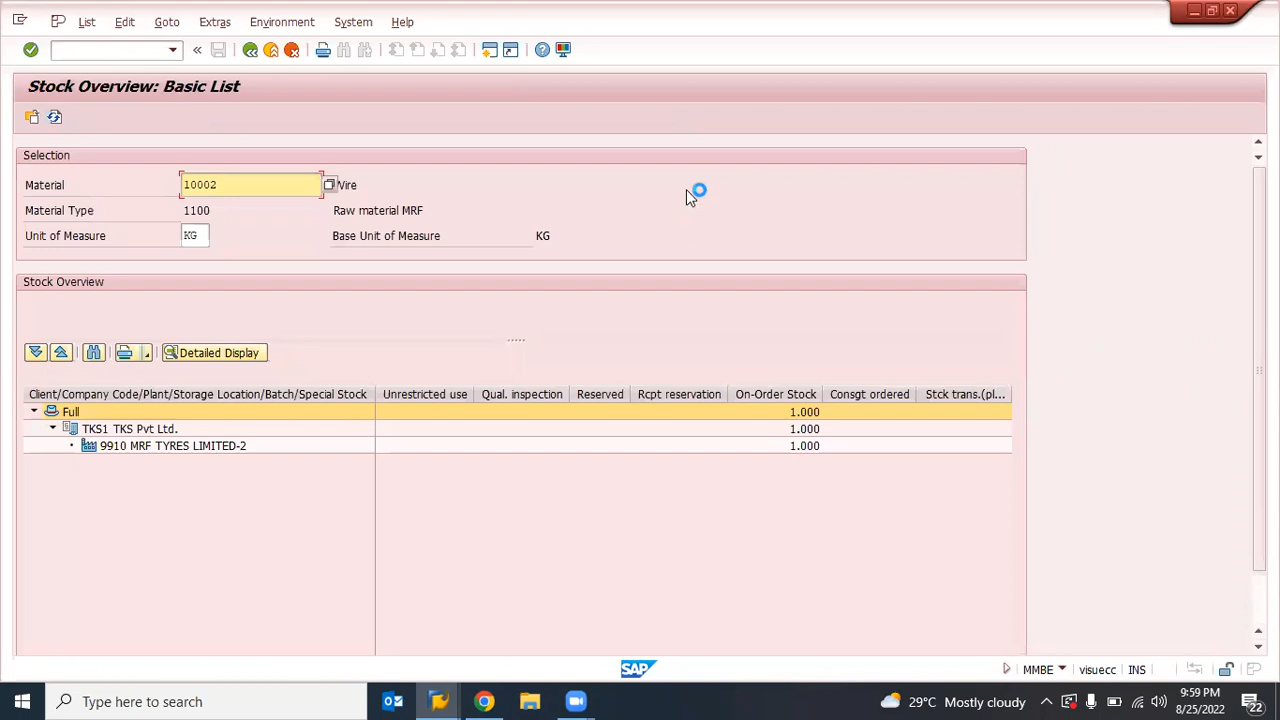 List Edit Goto Extras Environment System Help
Stock Overview: Basic List
Selection
Material 10002 Wire
Material Type 1100 Raw material MRF
Unit of Measure KG Base Unit of Measure KG
Stock Overview
Detailed Display
Client/Company Code/Plant/Storage Location/Batch/Special Stock Unrestricted use Qual. inspection Reserved Rcpt reservation On-Order Stock Consgt ordered Stck trans.(pl...
Full 1.000
TKS1 TKS Pvt Ltd. 1.000
9910 MRF TYRES LIMITED-2 1.000
SAP MMBE visuecc INS
Type here to search 29°C Mostly cloudy 9:59 PM
8/25/2022 22